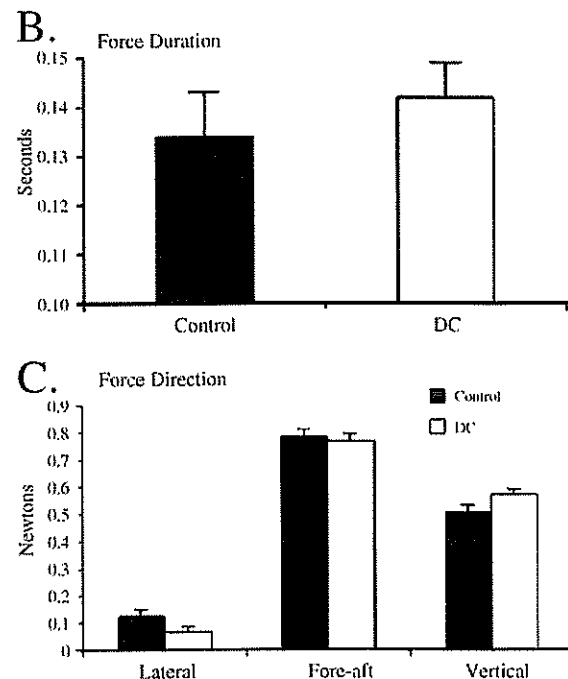 B.
Force Duration
0.15
0.14
0.13
0.12
0.11
0.10
Seconds
Control
DC
C.
Force Direction
Control
DC
0.9
0.8
0.7
0.6
0.5
0.4
0.3
0.2
0.1
0
Newtons
Lateral
Fore-aft
Vertical